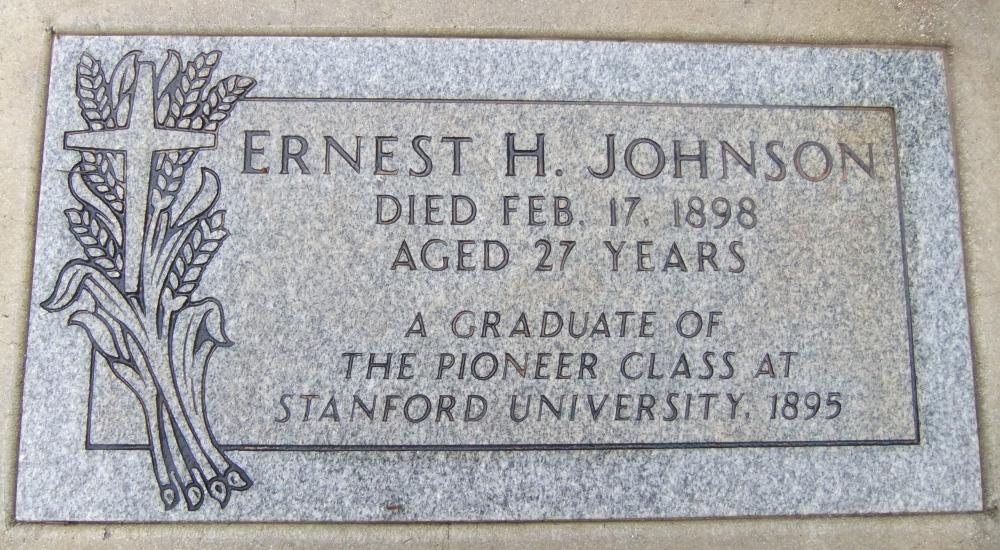 ERNEST H. JOHNSON
DIED FEB. 17, 1898
AGED 27 YEARS
A GRADUATE OF
THE PIONEER CLASS AT
STANFORD UNIVERSITY, 1895